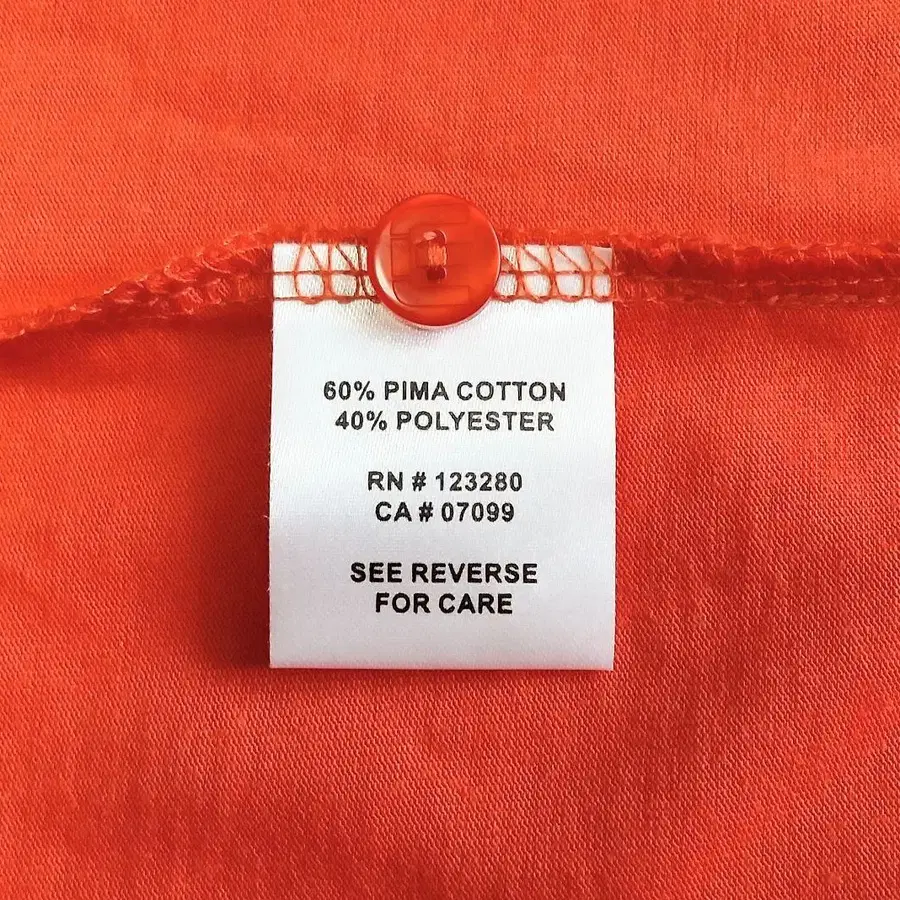 60% PIMA COTTON
40% POLYESTER
RN # 123280
CA # 07099
SEE REVERSE
FOR CARE